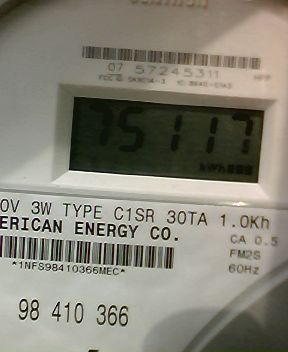 07 57245311
75117
kWh
0V 3W TYPE C1SR 30TA 1.0Kh
ERICAN ENERGY CO.
CA 0.5
FM2S
*1NFS98410366MEC*
60Hz
98 410 366